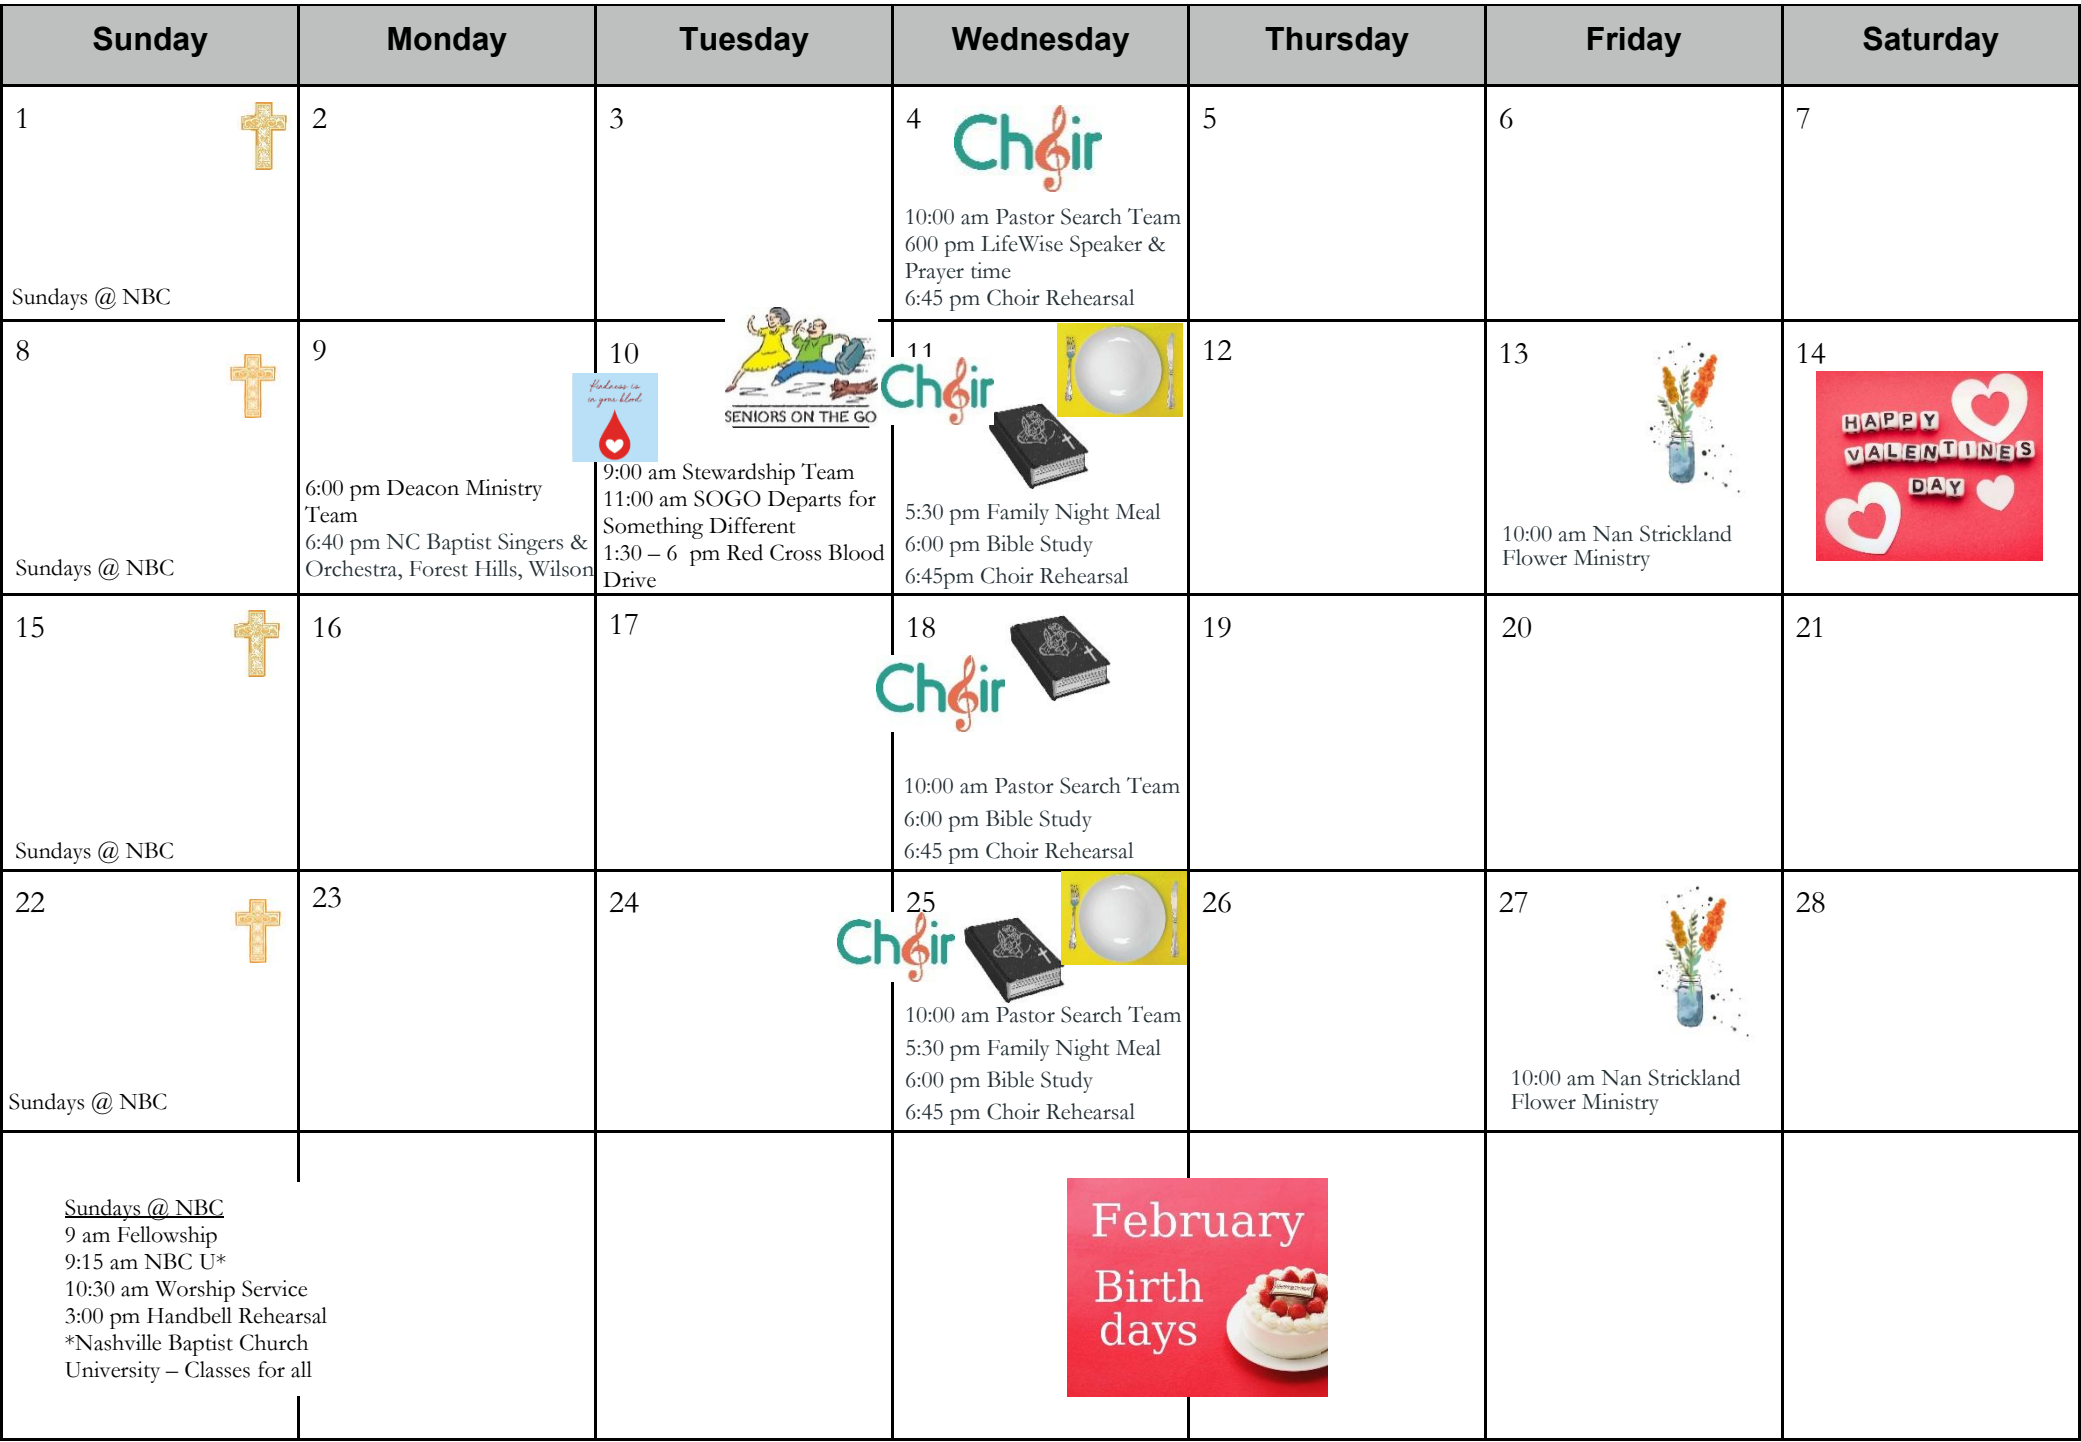 Sunday Monday Tuesday Wednesday Thursday Friday Saturday
1
Sundays @ NBC
2
3
4
Choir
10:00 am Pastor Search Team
600 pm LifeWise Speaker &
Prayer time
6:45 pm Choir Rehearsal
5
6
7
8
Sundays @ NBC
9
6:00 pm Deacon Ministry
Team
6:40 pm NC Baptist Singers &
Orchestra, Forest Hills, Wilson
10
Kindness is
in your blood
SENIORS ON THE GO
9:00 am Stewardship Team
11:00 am SOGO Departs for
Something Different
1:30 – 6  pm Red Cross Blood
Drive
11
Choir
5:30 pm Family Night Meal
6:00 pm Bible Study
6:45pm Choir Rehearsal
12
13
10:00 am Nan Strickland
Flower Ministry
14
HAPPY
VALENTINES
DAY
15
Sundays @ NBC
16
17
18
Choir
10:00 am Pastor Search Team
6:00 pm Bible Study
6:45 pm Choir Rehearsal
19
20
21
22
Sundays @ NBC
23
24
25
Choir
10:00 am Pastor Search Team
5:30 pm Family Night Meal
6:00 pm Bible Study
6:45 pm Choir Rehearsal
26
27
10:00 am Nan Strickland
Flower Ministry
28
Sundays @ NBC
9 am Fellowship
9:15 am NBC U*
10:30 am Worship Service
3:00 pm Handbell Rehearsal
*Nashville Baptist Church
University – Classes for all
February
Birth
days